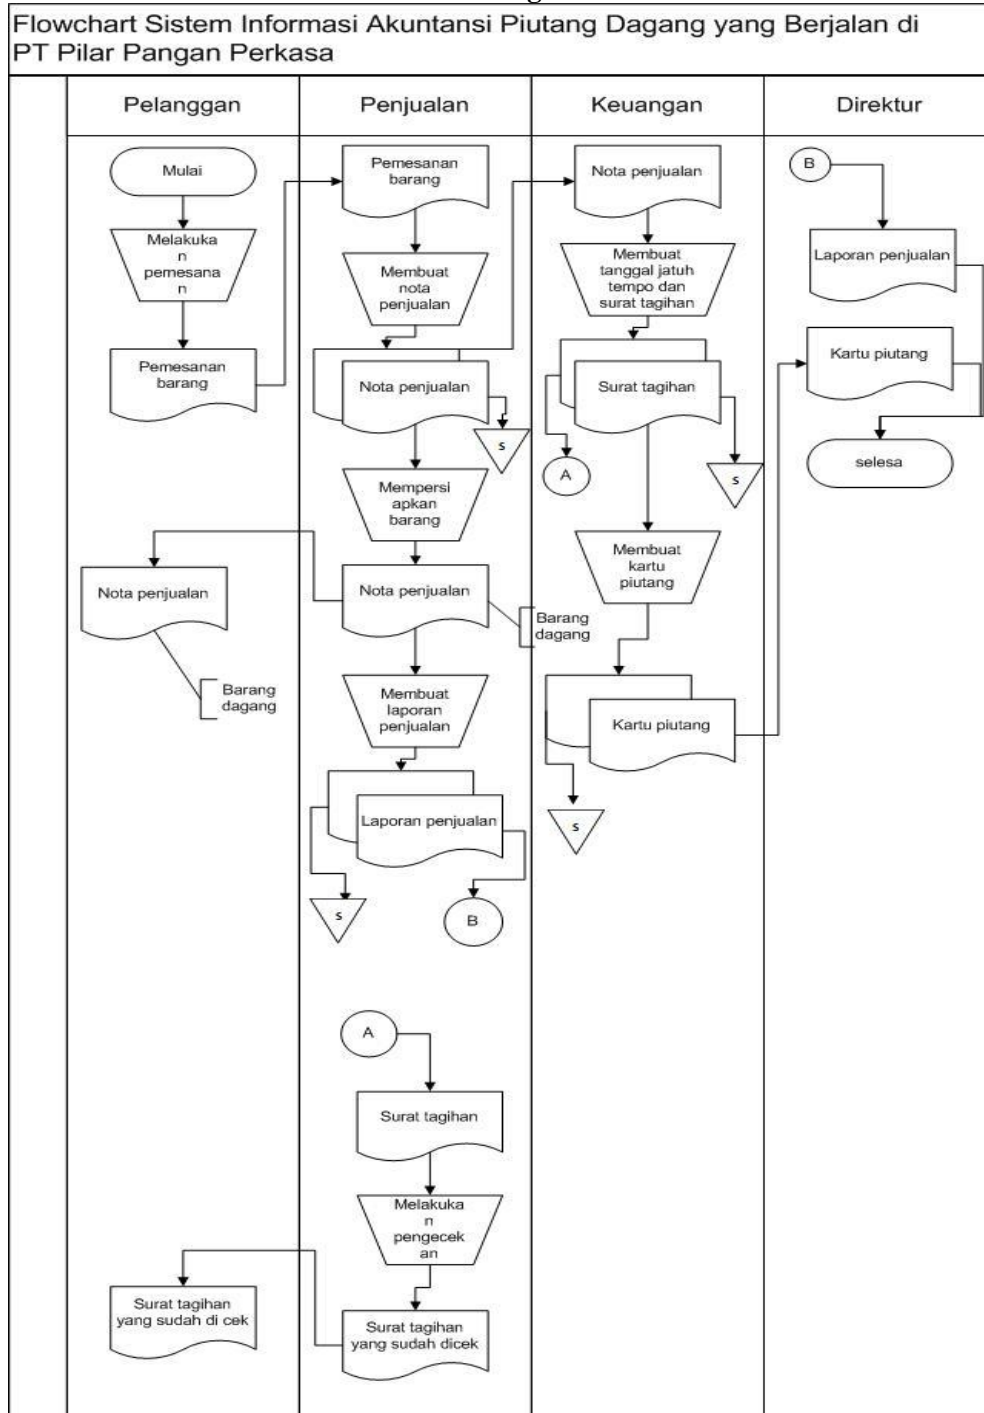 Flowchart Sistem Informasi Akuntansi Piutang Dagang yang Berjalan di
PT Pilar Pangan Perkasa
Pelanggan
Penjualan
Keuangan
Direktur
Mulai
Melakuka
n
pemesana
n
Pemesanan
barang
Nota penjualan
Barang
dagang
Surat tagihan
yang sudah di cek
Pemesanan
barang
Membuat
nota
penjualan
Nota penjualan
s
Mempersi
apkan
barang
Nota penjualan
Barang
dagang
Membuat
laporan
penjualan
Laporan penjualan
s
B
A
Surat tagihan
Melakuka
n
pengecek
an
Surat tagihan
yang sudah dicek
Nota penjualan
Membuat
tanggal jatuh
tempo dan
surat tagihan
Surat tagihan
A
s
Membuat
kartu
piutang
Kartu piutang
s
B
Laporan penjualan
Kartu piutang
selesa